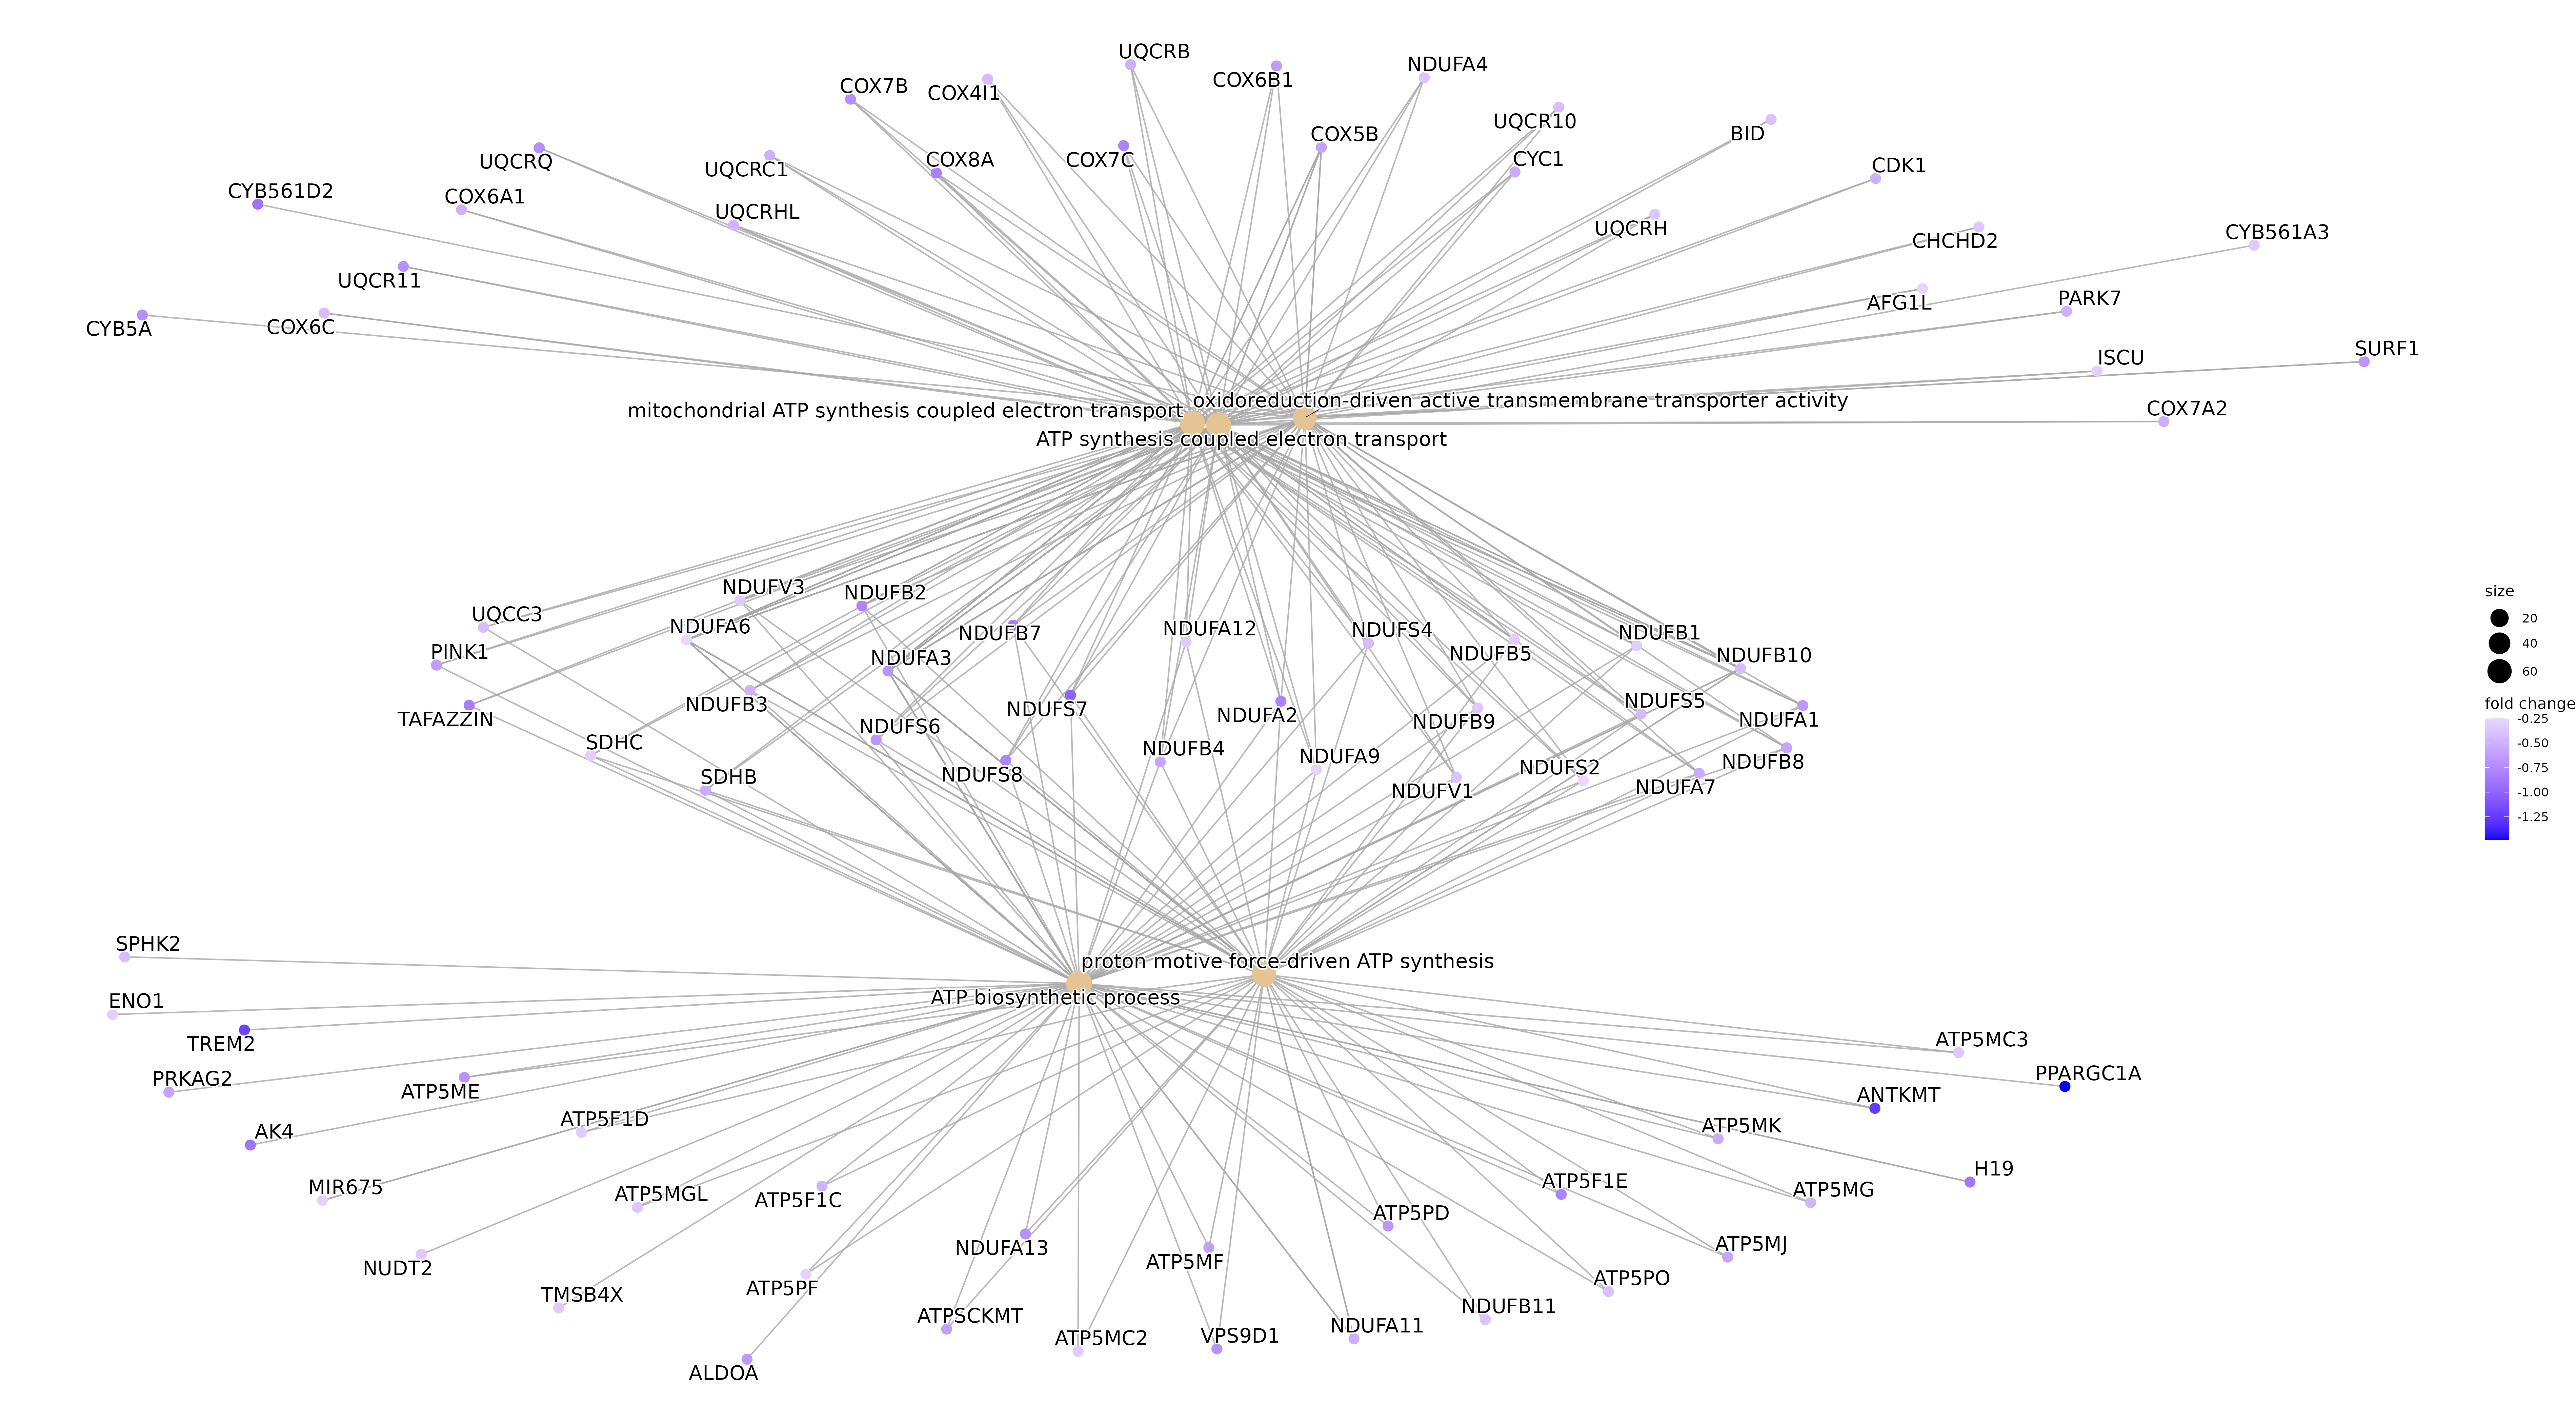 UQCRB
COX7B
COX4I1
COX6B1
NDUFA4
UQCR10
BID
COX5B
UQCRQ
UQCRC1
COX8A
COX7C
CYC1
CDK1
CYB561D2
COX6A1
UQCRHL
UQCRH
CHCHD2
CYB561A3
UQCR11
AFG1L
PARK7
CYB5A
COX6C
ISCU
SURF1
COX7A2
oxidoreduction-driven active transmembrane transporter activity
mitochondrial ATP synthesis coupled electron transport
ATP synthesis coupled electron transport
NDUFV3
NDUFB2
UQCC3
NDUFA6
NDUFB7
NDUFA12
NDUFS4
NDUFB1
PINK1
NDUFA3
NDUFB5
NDUFB10
TAFAZZIN
NDUFB3
NDUFS7
NDUFA2
NDUFB9
NDUFS5
NDUFA1
SDHC
NDUFS6
NDUFB4
NDUFA9
NDUFS2
NDUFB8
SDHB
NDUFS8
NDUFV1
NDUFA7
size
20
40
60
fold change
-0.25
-0.50
-0.75
-1.00
-1.25
SPHK2
proton motive force-driven ATP synthesis
ENO1
ATP biosynthetic process
TREM2
ATP5MC3
PRKAG2
ATP5ME
PPARGC1A
ANTKMT
AK4
ATP5F1D
ATP5MK
MIR675
ATP5MGL
ATP5F1C
ATP5F1E
ATP5MG
H19
ATP5PD
NUDT2
NDUFA13
ATP5MF
ATP5MJ
TMSB4X
ATP5PF
ATP5PO
ATPSCKMT
ATP5MC2
VPS9D1
NDUFA11
NDUFB11
ALDOA